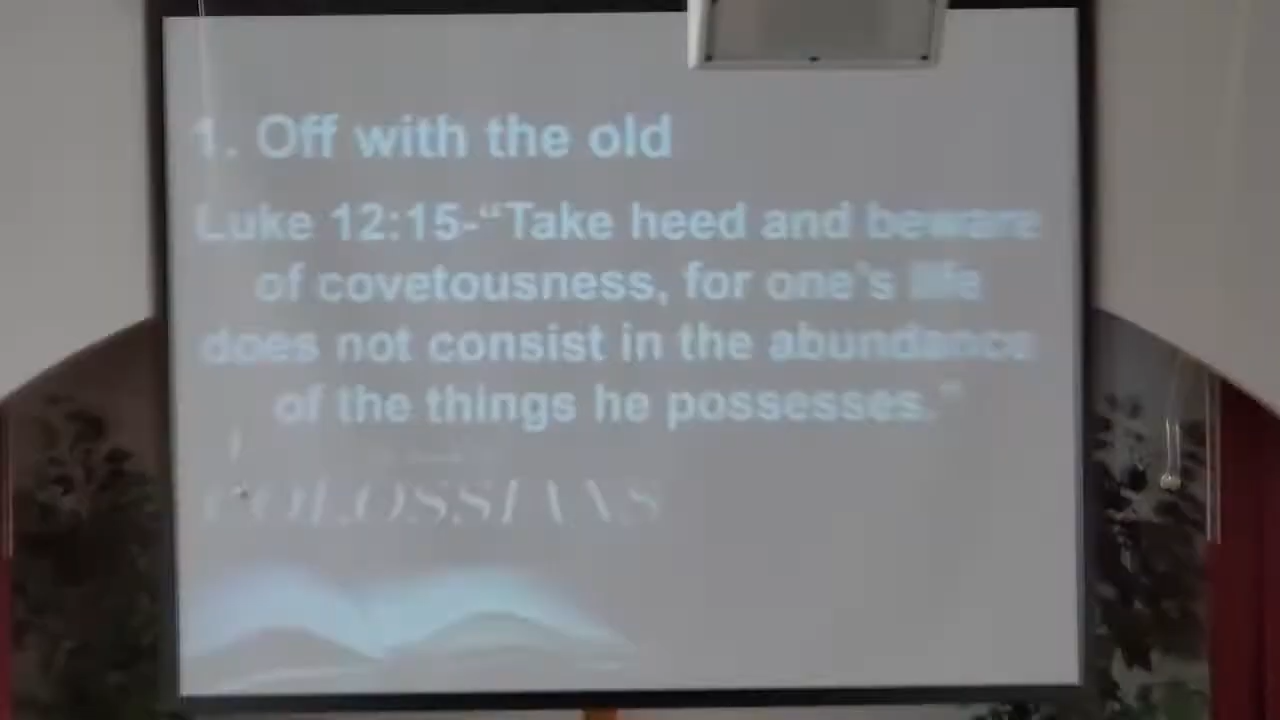 1. Off with the old
Luke 12:15-“Take heed and beware
of covetousness, for one's life
does not consist in the abundance
of the things he possesses.”
COLOSSIANS